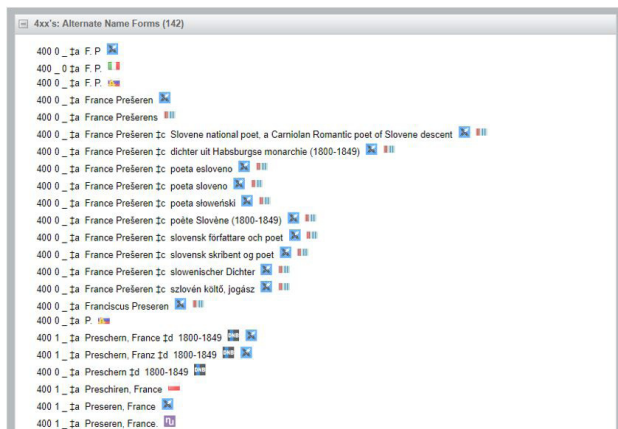 4xx's: Alternate Name Forms (142)
400 0 _ ‡a F. P
400 _ 0 ‡a F. P.
400 0 _ ‡a F. P.
400 0 _ ‡a France Prešeren
400 0 _ ‡a France Prešerens
400 0 _ ‡a France Prešeren ‡c Slovene national poet, a Carniolan Romantic poet of Slovene descent
400 0 _ ‡a France Prešeren ‡c dichter uit Habsburgse monarchie (1800-1849)
400 0 _ ‡a France Prešeren ‡c poeta esloveno
400 0 _ ‡a France Prešeren ‡c poeta sloveno
400 0 _ ‡a France Prešeren ‡c poeta słoweński
400 0 _ ‡a France Prešeren ‡c poète Slovène (1800-1849)
400 0 _ ‡a France Prešeren ‡c slovensk författare och poet
400 0 _ ‡a France Prešeren ‡c slovensk skribent og poet
400 0 _ ‡a France Prešeren ‡c slowenischer Dichter
400 0 _ ‡a France Prešeren ‡c szlovén költő, jogász
400 0 _ ‡a Franciscus Preseren
400 0 _ ‡a P.
400 1 _ ‡a Preschern, France ‡d 1800-1849 DNB
400 1 _ ‡a Preschern, Franz ‡d 1800-1849 DNB
400 0 _ ‡a Preschern ‡d 1800-1849 DNB
400 1 _ ‡a Preschiren, France
400 1 _ ‡a Preseren, France
400 1 _ ‡a Preseren, France.